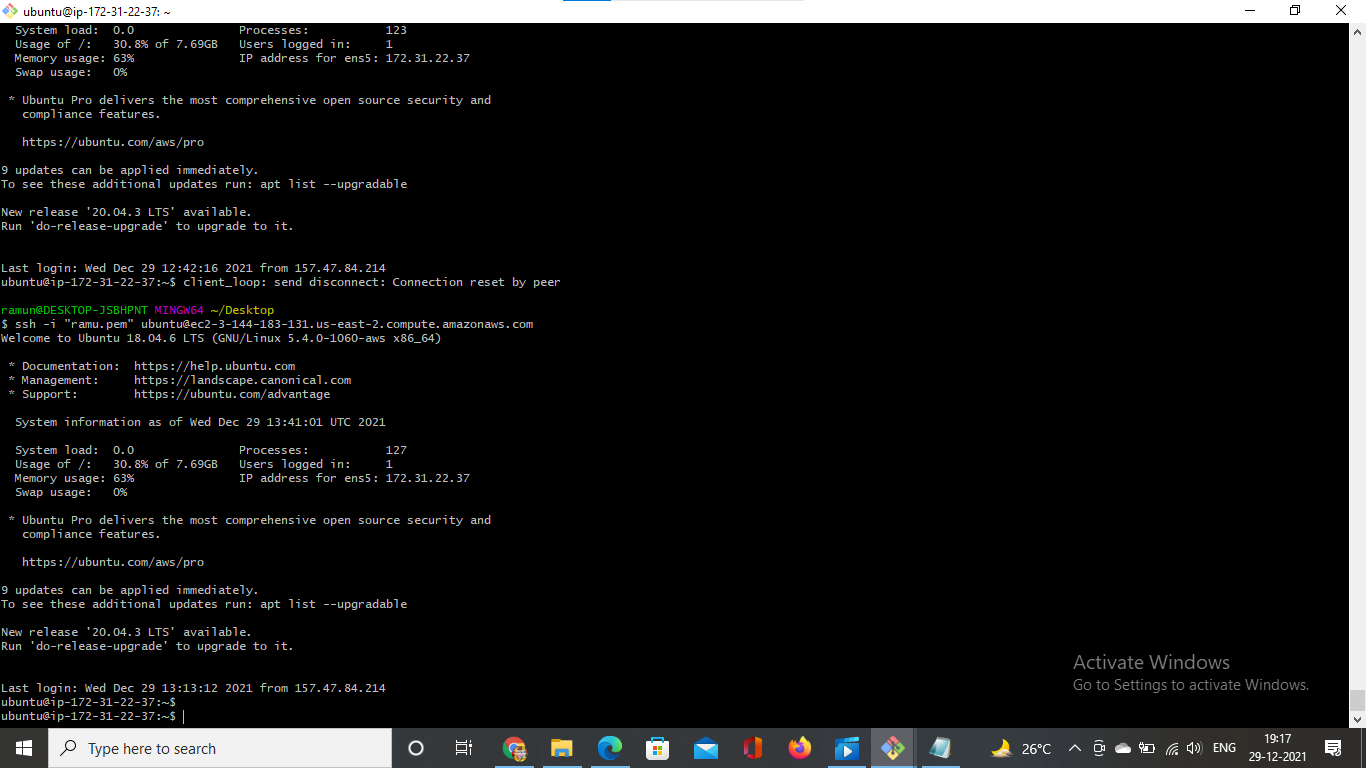 ubuntu@ip-172-31-22-37: ~
System load:  0.0               Processes:           123
Usage of /:   30.8% of 7.69GB   Users logged in:     1
Memory usage: 63%               IP address for ens5: 172.31.22.37
Swap usage:   0%
* Ubuntu Pro delivers the most comprehensive open source security and
compliance features.
https://ubuntu.com/aws/pro
9 updates can be applied immediately.
To see these additional updates run: apt list --upgradable
New release '20.04.3 LTS' available.
Run 'do-release-upgrade' to upgrade to it.
Last login: Wed Dec 29 12:42:16 2021 from 157.47.84.214
ubuntu@ip-172-31-22-37:~$ client_loop: send disconnect: Connection reset by peer
ramun@DESKTOP-JSBHPNT MINGW64 ~/Desktop
$ ssh -i "ramu.pem" ubuntu@ec2-3-144-183-131.us-east-2.compute.amazonaws.com
Welcome to Ubuntu 18.04.6 LTS (GNU/Linux 5.4.0-1060-aws x86_64)
* Documentation:  https://help.ubuntu.com
* Management:     https://landscape.canonical.com
* Support:        https://ubuntu.com/advantage
System information as of Wed Dec 29 13:41:01 UTC 2021
System load:  0.0               Processes:           127
Usage of /:   30.8% of 7.69GB   Users logged in:     1
Memory usage: 63%               IP address for ens5: 172.31.22.37
Swap usage:   0%
* Ubuntu Pro delivers the most comprehensive open source security and
compliance features.
https://ubuntu.com/aws/pro
9 updates can be applied immediately.
To see these additional updates run: apt list --upgradable
New release '20.04.3 LTS' available.
Run 'do-release-upgrade' to upgrade to it.
Last login: Wed Dec 29 13:13:12 2021 from 157.47.84.214
ubuntu@ip-172-31-22-37:~$
ubuntu@ip-172-31-22-37:~$
Activate Windows
Go to Settings to activate Windows.
Type here to search
26°C
ENG
19:17
29-12-2021